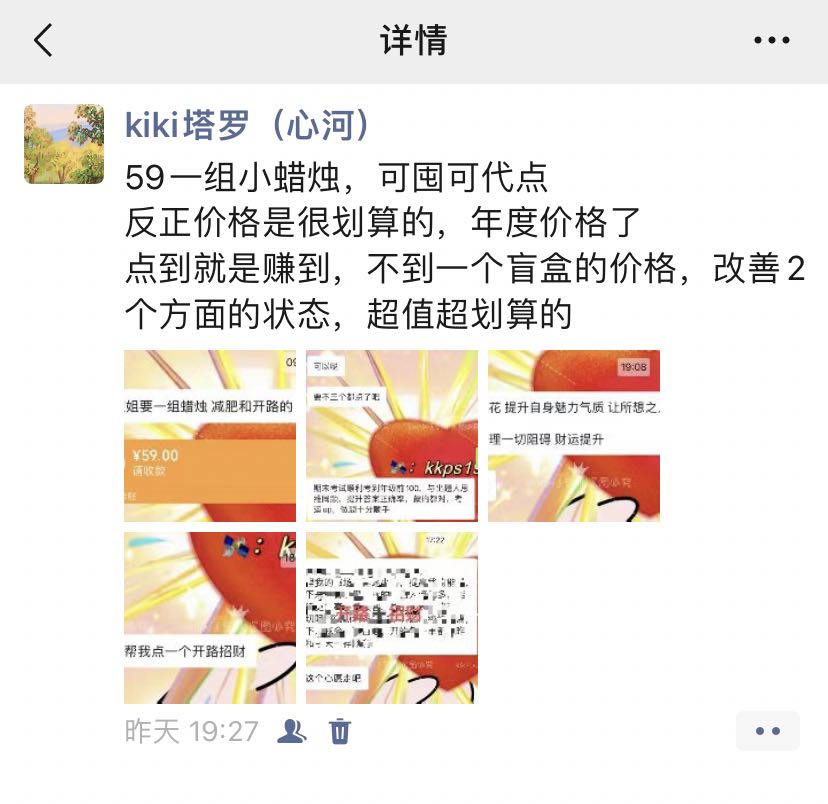 详情
kiki塔罗（心河）
59一组小蜡烛，可囤可代点
反正价格是很划算的，年度价格了
点到就是赚到，不到一个盲盒的价格，改善2
个方面的状态，超值超划算的
姐要一组蜡烛 减肥和开路的
¥59.00
请收款
可以呢
要不三个都点了吧
: kkps1
期末考试顺利考到年级前100，与出题人思
维同频，提升答案正确率，蒙的都对，考
运up，做题十分顺手
19:08
花 提升自身魅力气质 让所想之
理一切阻碍 财运提升
帮我点一个开路招财
17:22
开路+招财
这个心愿走吧
昨天 19:27